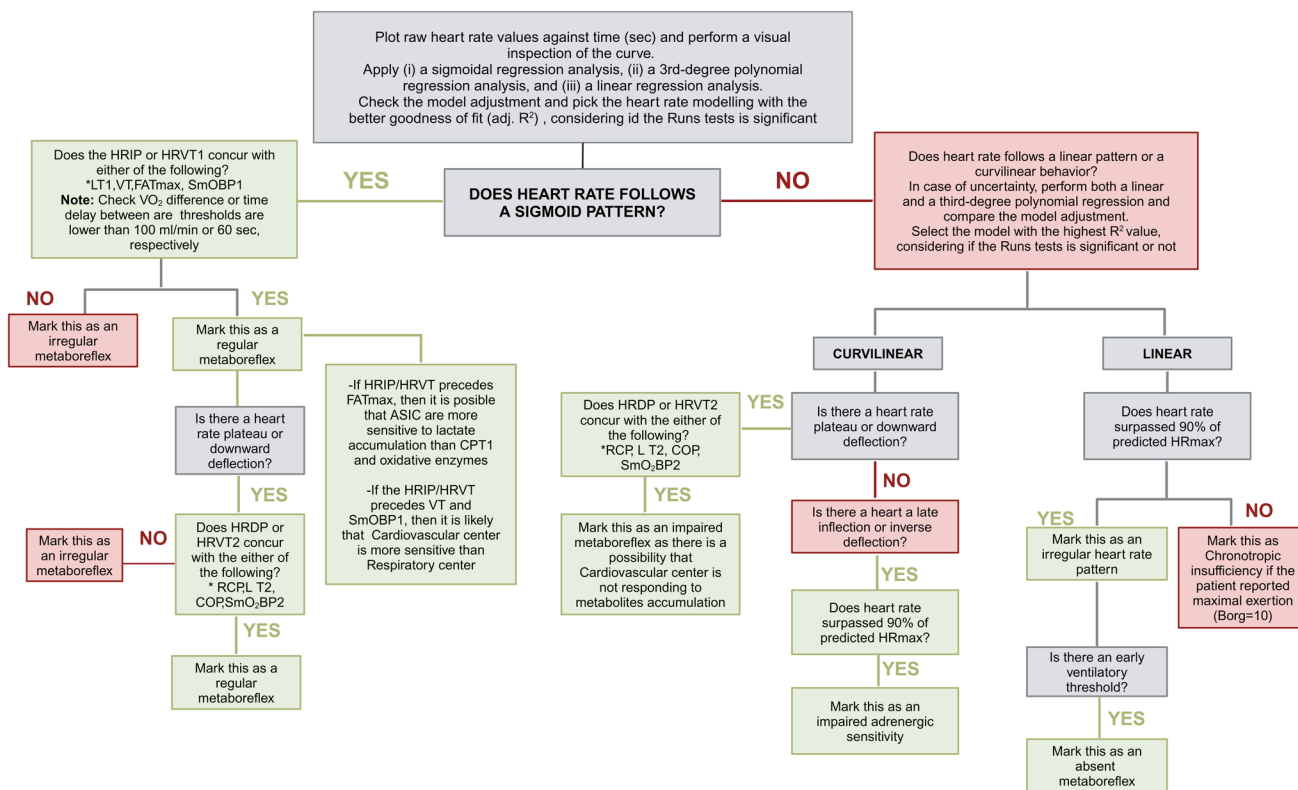 Plot raw heart rate values against time (sec) and perform a visual
inspection of the curve.
Apply (i) a sigmoidal regression analysis, (ii) a 3rd-degree polynomial
regression analysis, and (iii) a linear regression analysis.
Check the model adjustment and pick the heart rate modelling with the
better goodness of fit (adj. R²) , considering id the Runs tests is significant
DOES HEART RATE FOLLOWS
A SIGMOID PATTERN?
YES
NO
Does the HRIP or HRVT1 concur with
either of the following?
*LT1,VT,FATmax, SmOBP1
Note: Check VO₂ difference or time
delay between are thresholds are
lower than 100 ml/min or 60 sec,
respectively
NO
YES
Mark this as an
irregular
metaboreflex
Mark this as a
regular
metaboreflex
Is there a heart
rate plateau or
downward
deflection?
YES
Does HRDP or
HRVT2 concur
with the either of
the following?
* RCP,L T2,
COP,SmO₂BP2
NO
Mark this as
an irregular
metaboreflex
YES
Mark this as a
regular
metaboreflex
-If HRIP/HRVT precedes
FATmax, then it is posible
that ASIC are more
sensitive to lactate
accumulation than CPT1
and oxidative enzymes
-If the HRIP/HRVT
precedes VT and
SmOBP1, then it is likely
that Cardiovascular center
is more sensitive than
Respiratory center
Does heart rate follows a linear pattern or a
curvilinear behavior?
In case of uncertainty, perform both a linear
and a third-degree polynomial regression and
compare the model adjustment.
Select the model with the highest R² value,
considering if the Runs tests is significant or not
CURVILINEAR
LINEAR
Is there a heart rate
plateau or downward
deflection?
YES
Does HRDP or HRVT2
concur with the either of
the following?
*RCP, L T2, COP,
SmO₂BP2
YES
Mark this as an impaired
metaboreflex as there is a
possibility that
Cardiovascular center is
not responding to
metabolites accumulation
NO
Is there a heart a late
inflection or inverse
deflection?
YES
Does heart rate
surpassed 90% of
predicted HRmax?
YES
Mark this as an
impaired adrenergic
sensitivity
Does heart rate
surpassed 90% of
predicted HRmax?
YES
NO
Mark this as an
irregular heart rate
pattern
Mark this as
Chronotropic
insufficiency if the
patient reported
maximal exertion
(Borg=10)
Is there an early
ventilatory
threshold?
YES
Mark this as an
absent
metaboreflex